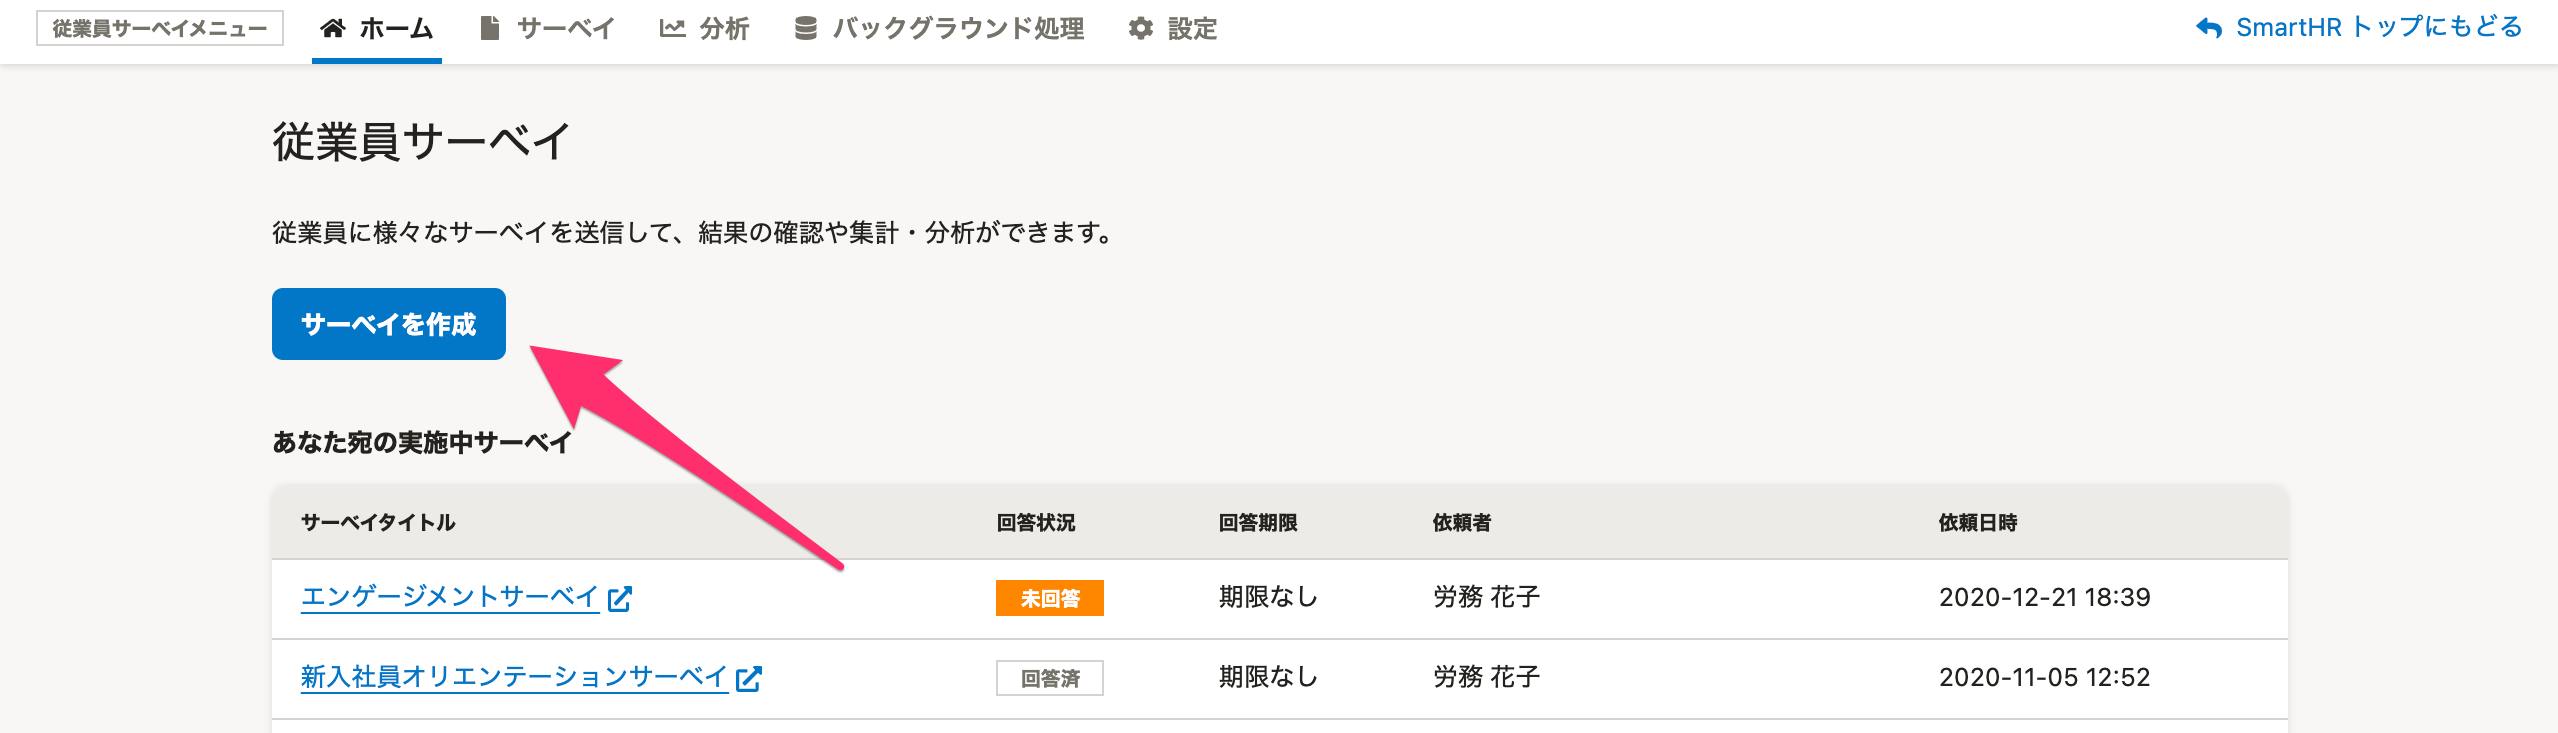 従業員サーベイメニュー ホーム サーベイ 分析 バックグラウンド処理 設定 SmartHR トップにもどる
従業員サーベイ
従業員に様々なサーベイを送信して、結果の確認や集計・分析ができます。
サーベイを作成
あなた宛の実施中サーベイ
サーベイタイトル 回答状況 回答期限 依頼者 依頼日時
エンゲージメントサーベイ 未回答 期限なし 労務 花子 2020-12-21 18:39
新入社員オリエンテーションサーベイ 回答済 期限なし 労務 花子 2020-11-05 12:52